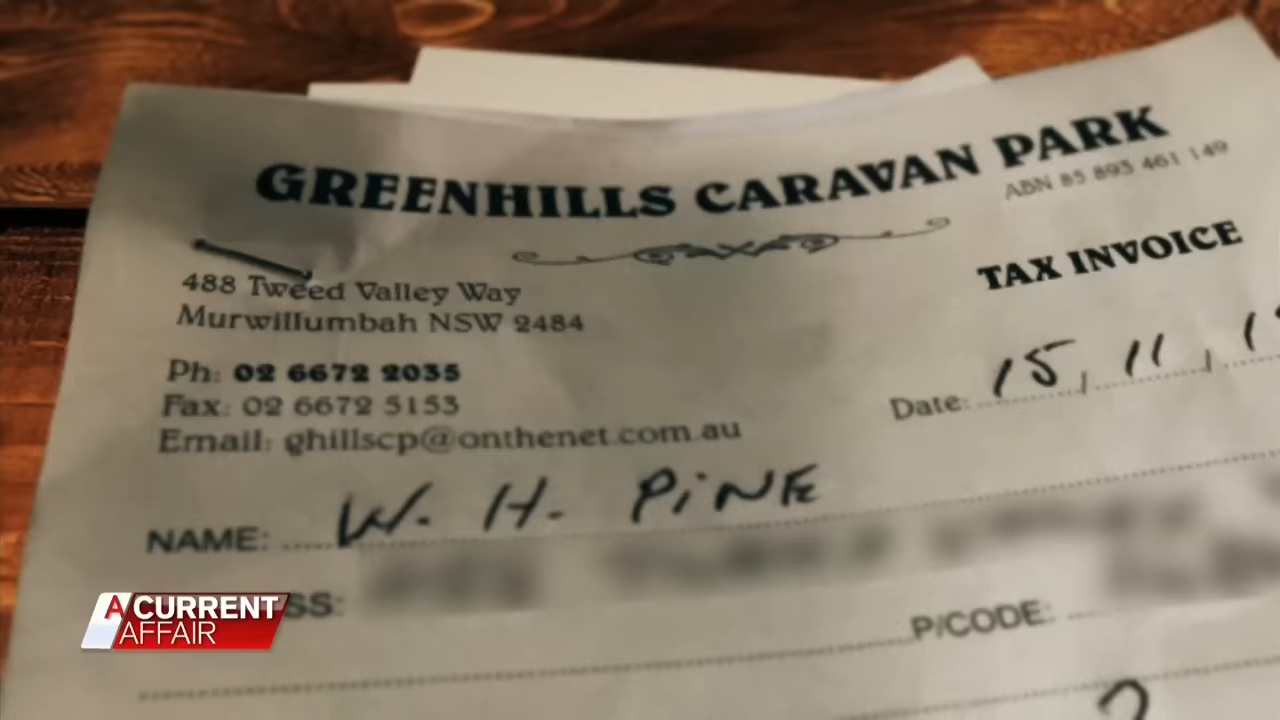 GREENHILLS CARAVAN PARK
ABN 85 893 461 149
TAX INVOICE
488 Tweed Valley Way
Murwillumbah NSW 2484
Ph: 02 6672 2035
Fax: 02 6672 5153
Email: ghillscp@onthenet.com.au
Date: 15, 11, 1
NAME: W. H. PINE
SS:
P/CODE:
A CURRENT
AFFAIR